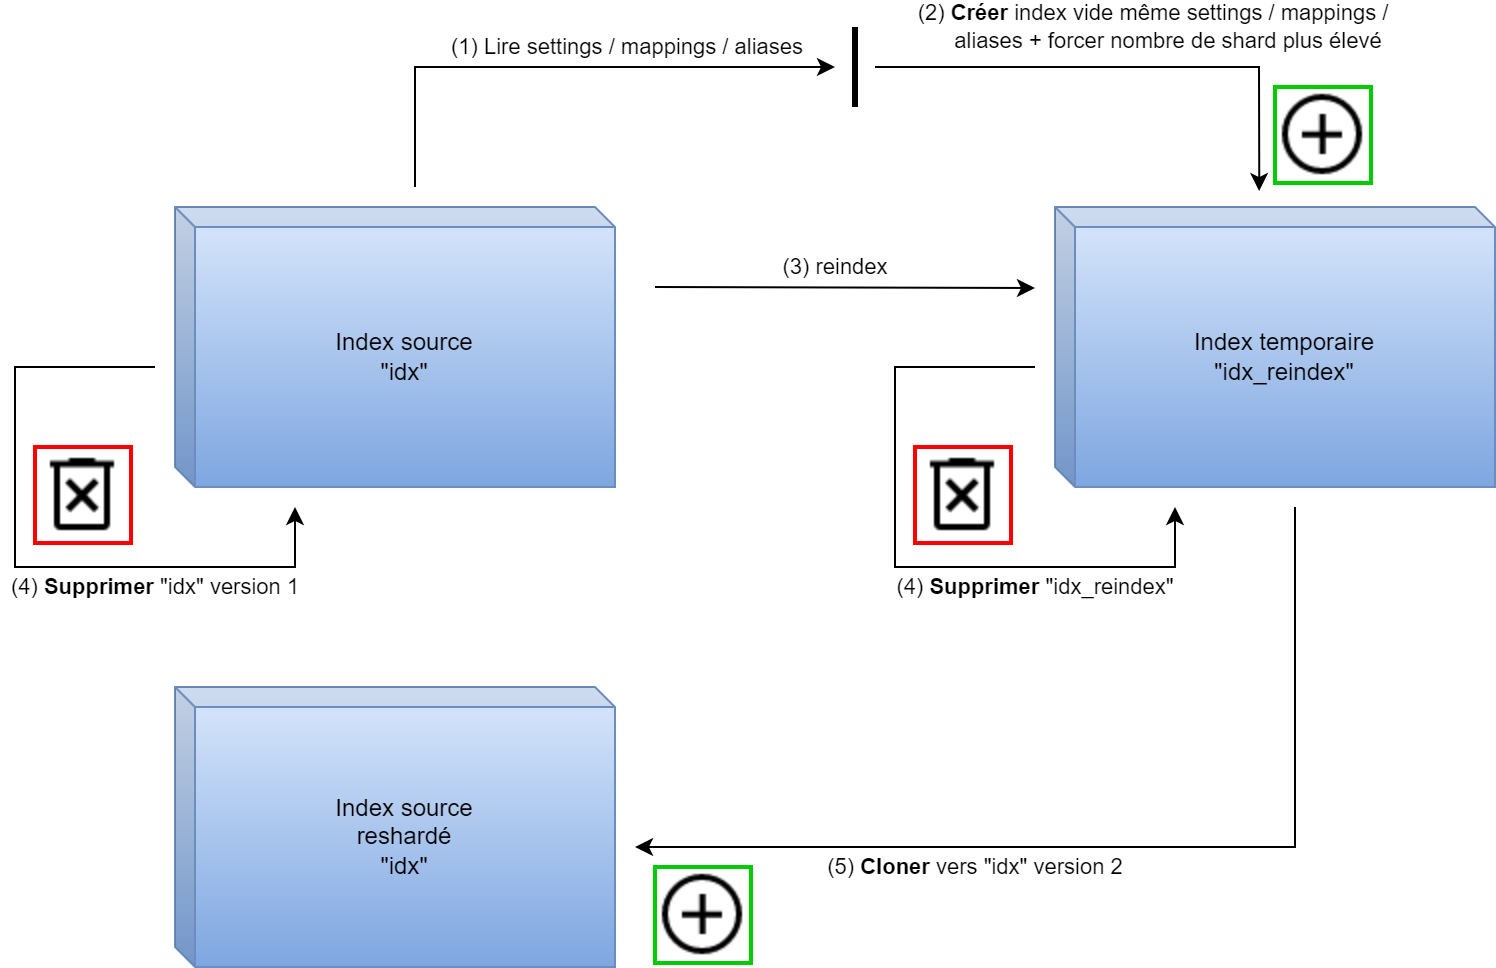 (2) Créer index vide même settings / mappings /
aliases + forcer nombre de shard plus élevé
(1) Lire settings / mappings / aliases
(3) reindex
Index source
"idx"
Index temporaire
"idx_reindex"
(4) Supprimer "idx" version 1
(4) Supprimer "idx_reindex"
Index source
reshardé
"idx"
(5) Cloner vers "idx" version 2